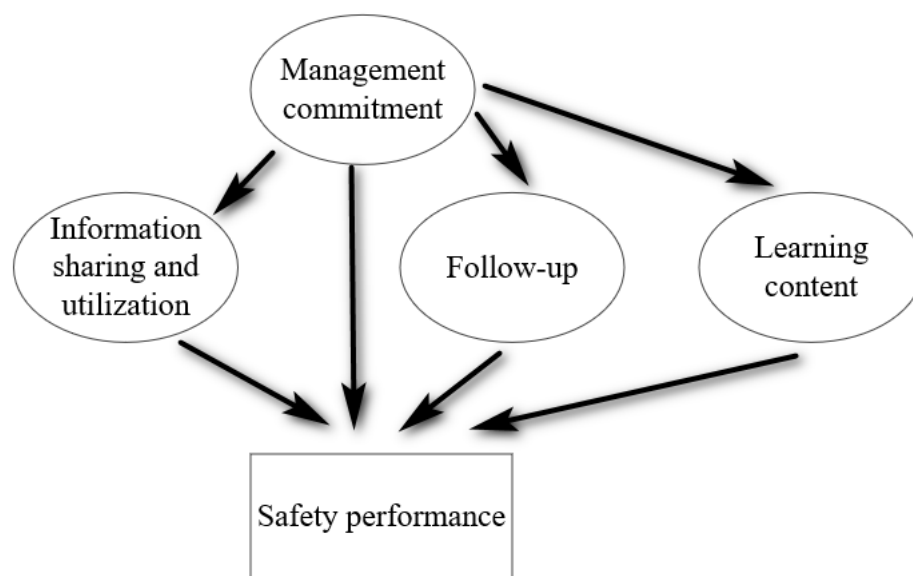 Management
commitment
Information
sharing and
utilization
Follow-up
Learning
content
Safety performance